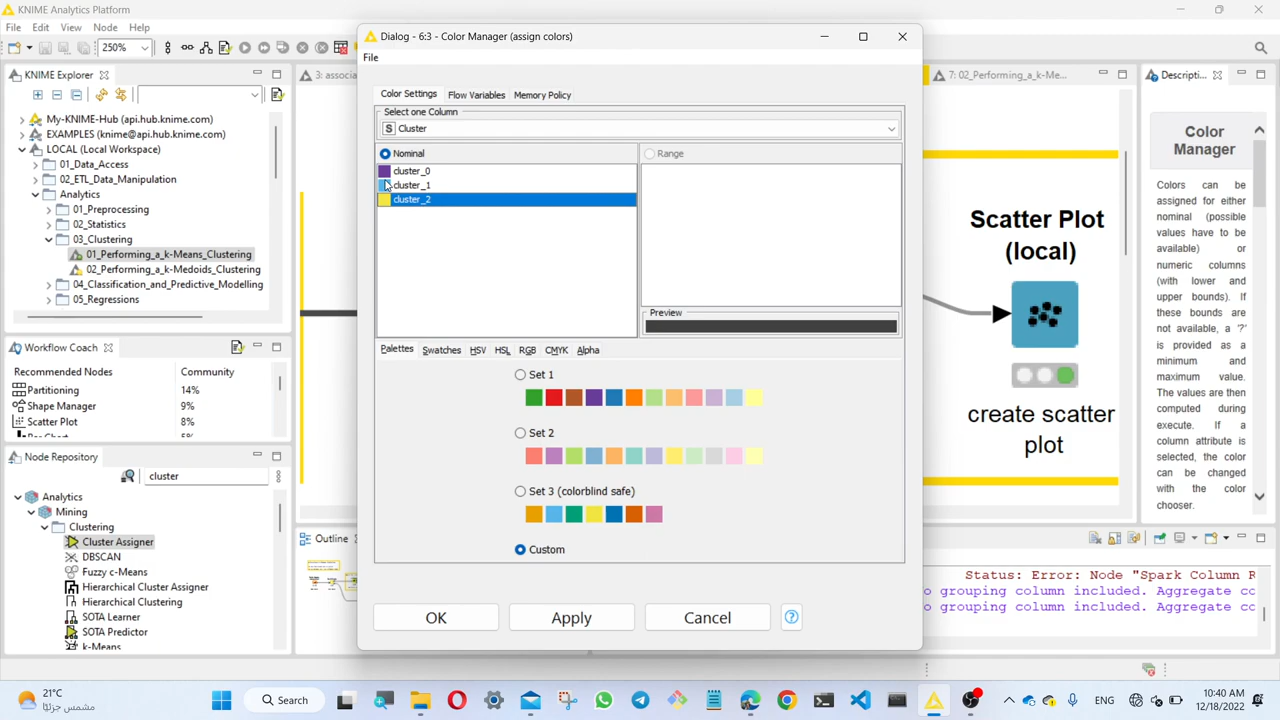 KNIME Analytics Platform
File Edit View Node Help
250%
KNIME Explorer
My-KNIME-Hub (api.hub.knime.com)
EXAMPLES (knime@api.hub.knime.com)
LOCAL (Local Workspace)
01_Data_Access
02_ETL_Data_Manipulation
Analytics
01_Preprocessing
02_Statistics
03_Clustering
01_Performing_a_k-Means_Clustering
02_Performing_a_k-Medoids_Clustering
04_Classification_and_Predictive_Modelling
05_Regressions
Workflow Coach
Recommended Nodes Community
Partitioning 14%
Shape Manager 9%
Scatter Plot 8%
Bar Chart 5%
Node Repository
cluster
Analytics
Mining
Clustering
Cluster Assigner
DBSCAN
Fuzzy c-Means
Hierarchical Cluster Assigner
Hierarchical Clustering
SOTA Learner
SOTA Predictor
k-Means
3: associa
Outline
Dialog - 6:3 - Color Manager (assign colors)
File
Color Settings Flow Variables Memory Policy
Select one Column
S Cluster
Nominal
cluster_0
cluster_1
cluster_2
Range
Preview
Palettes Swatches HSV HSL RGB CMYK Alpha
Set 1
Set 2
Set 3 (colorblind safe)
Custom
OK Apply Cancel ?
7: 02_Performing_a_k-Me...
Scatter Plot
(local)
create scatter
plot
Descripti...
Color
Manager
Colors can be
assigned for either
nominal (possible
values have to be
available) or
numeric columns
(with lower and
upper bounds). If
these bounds are
not available, a '?'
is provided as a
minimum and
maximum value.
The values are then
computed during
execute. If a
column attribute is
selected, the color
can be changed
with the color
chooser.
Status: Error: Node "Spark Column R
o grouping column included. Aggregate co
o grouping column included. Aggregate co
21°C
مشمس جزئيًا
Search
ENG
10:40 AM
12/18/2022